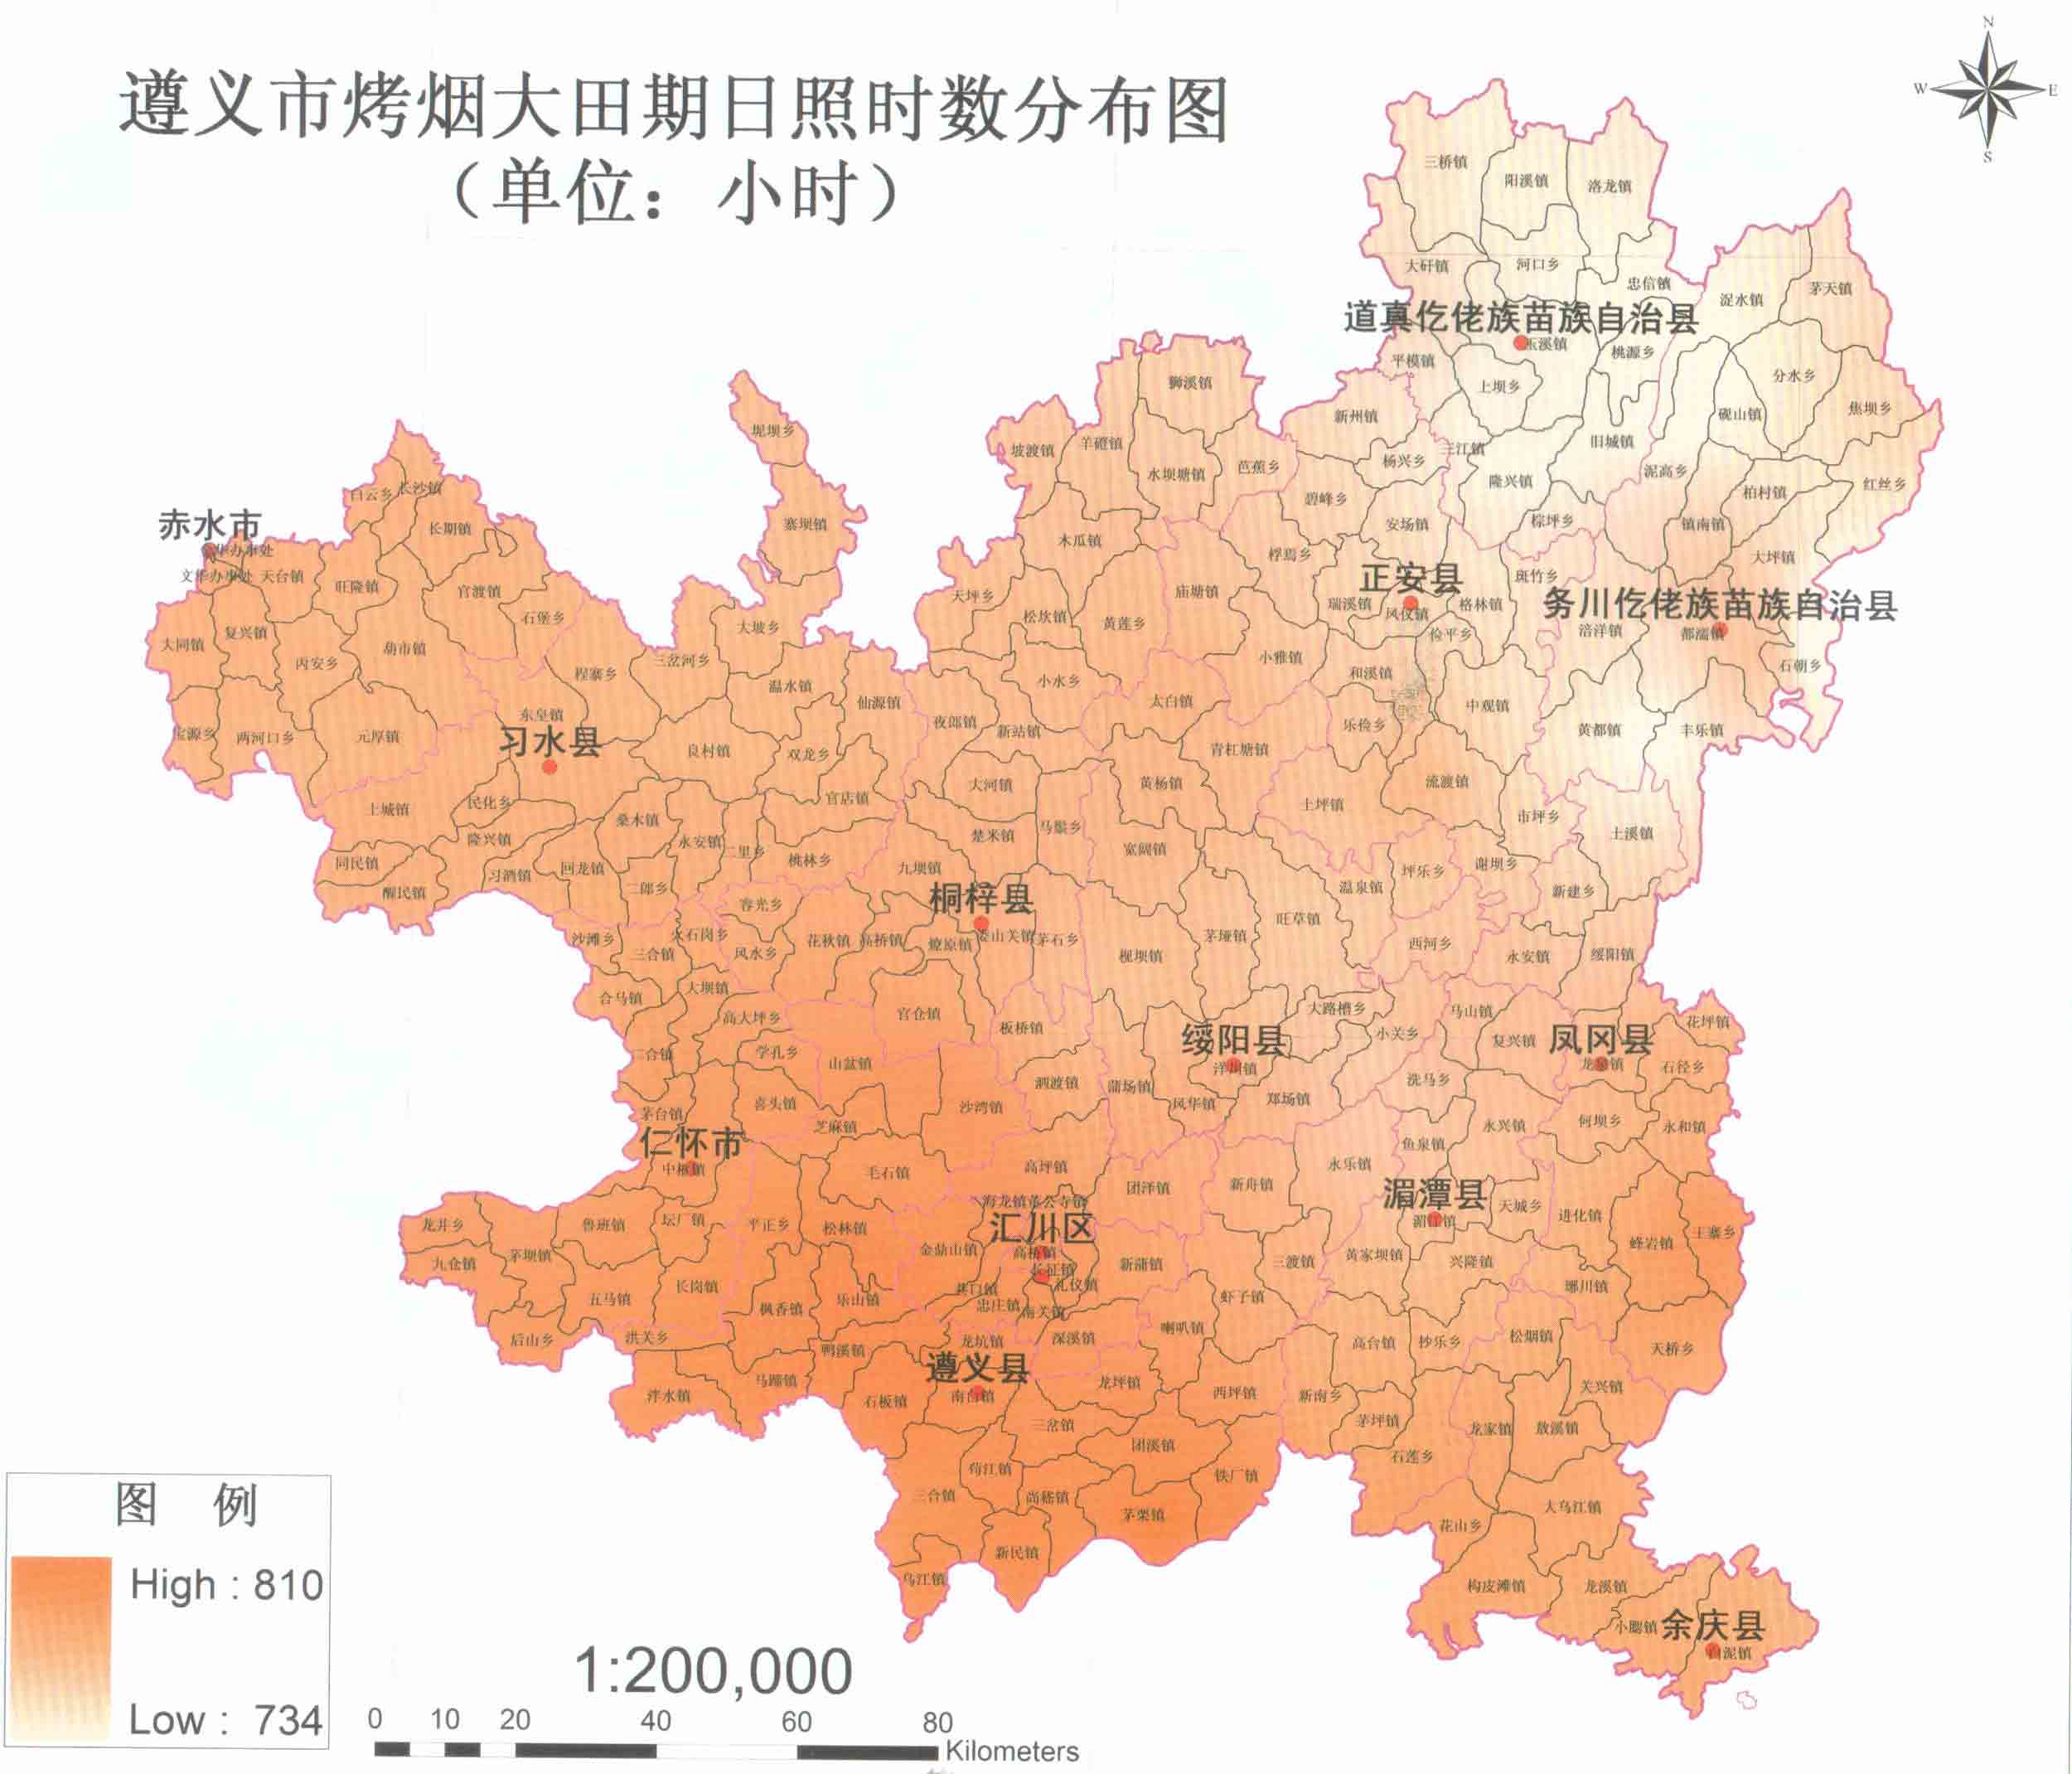 遵义市烤烟大田期日照时数分布图
（单位：小时）
N
W
E
S
三桥镇
阳溪镇
洛龙镇
大矸镇
河口乡
忠信镇
浞水镇
茅天镇
道真仡佬族苗族自治县
玉溪镇
桃源乡
平模镇
上坝乡
分水乡
狮溪镇
新州镇
砚山镇
焦坝乡
坭坝乡
坡渡镇
羊磴镇
三江镇
旧城镇
水坝塘镇
芭蕉乡
杨兴乡
泥高乡
白云乡
长沙镇
碧峰乡
隆兴镇
柏村镇
红丝乡
赤水市
长期镇
寨坝镇
安场镇
棕坪乡
镇南镇
华办事处
木瓜镇
桴焉乡
大坪镇
文华办事处
天台镇
旺隆镇
官渡镇
天坪乡
庙塘镇
正安县
斑竹乡
务川仡佬族苗族自治县
石堡乡
松坎镇
黄莲乡
瑞溪镇
凤仪镇
格林镇
大同镇
复兴镇
葫市镇
大坡乡
俭平乡
涪洋镇
都濡镇
丙安乡
程寨乡
三岔河乡
小雅镇
和溪镇
石朝乡
温水镇
仙源镇
小水乡
太白镇
中观镇
东皇镇
夜郎镇
新站镇
乐俭乡
黄都镇
丰乐镇
宝源乡
两河口乡
元厚镇
习水县
良村镇
双龙乡
青杠塘镇
大河镇
黄杨镇
流渡镇
土城镇
民化乡
官店镇
土坪镇
市坪乡
桑木镇
楚米镇
马鬃乡
土溪镇
隆兴镇
永安镇
二里乡
桃林乡
宽阔镇
同民镇
习酒镇
回龙镇
九坝镇
坪乐乡
谢坝乡
醒民镇
二郎乡
桐梓县
温泉镇
新建乡
容光乡
旺草镇
沙滩乡
火石岗乡
花秋镇
高桥镇
燎原镇
娄山关镇
茅石乡
茅垭镇
西河乡
三合镇
风水乡
枧坝镇
永安镇
绥阳镇
合马镇
大坝镇
高大坪乡
官仓镇
板桥镇
大路槽乡
马山镇
花坪镇
绥阳县
小关乡
复兴镇
凤冈县
二合镇
学孔乡
山盆镇
洋川镇
龙泉镇
石径乡
泗渡镇
蒲场镇
洗马乡
茅台镇
喜头镇
沙湾镇
风华镇
郑场镇
芝麻镇
永兴镇
何坝乡
永和镇
仁怀市
鱼泉镇
中枢镇
毛石镇
高坪镇
团泽镇
新舟镇
永乐镇
湄潭县
海龙镇
董公寺镇
天城乡
进化镇
龙井乡
鲁班镇
坛厂镇
平正乡
松林镇
汇川区
湄江镇
蜂岩镇
王寨乡
九仓镇
茅坝镇
金鼎山镇
高桥镇
新蒲镇
三渡镇
黄家坝镇
兴隆镇
长征镇
五马镇
长岗镇
枫香镇
乐山镇
巷口镇
礼仪镇
虾子镇
琊川镇
忠庄镇
南关镇
后山乡
洪关乡
鸭溪镇
龙坑镇
深溪镇
喇叭镇
高台镇
抄乐乡
松烟镇
天桥乡
遵义县
泮水镇
马蹄镇
石板镇
南白镇
龙坪镇
西坪镇
新南乡
关兴镇
三岔镇
茅坪镇
龙家镇
敖溪镇
团溪镇
石莲乡
苟江镇
铁厂镇
三合镇
尚嵇镇
茅栗镇
大乌江镇
花山乡
新民镇
乌江镇
构皮滩镇
龙溪镇
小腮镇
余庆县
白泥镇
图 例
High : 810
Low : 734
1:200,000
0 10 20 40 60 80
Kilometers